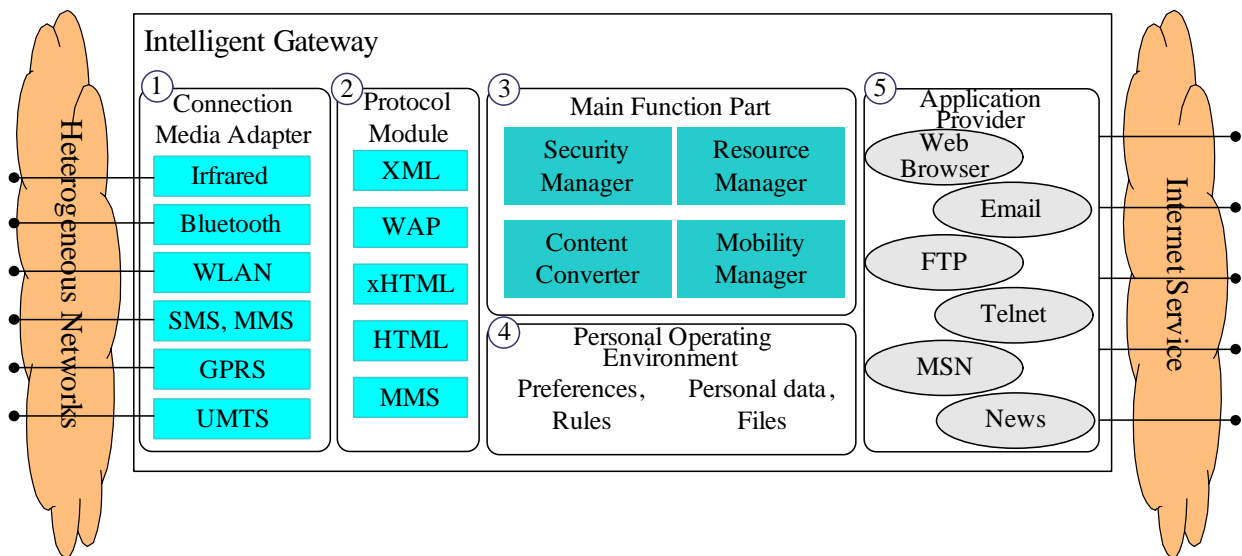 Heterogeneous Networks
Intelligent Gateway
1
Connection
Media Adapter
Irfrared
Bluetooth
WLAN
SMS, MMS
GPRS
UMTS
2
Protocol
Module
XML
WAP
xHTML
HTML
MMS
3
Main Function Part
Security
Manager
Resource
Manager
Content
Converter
Mobility
Manager
4
Personal Operating
Environment
Preferences,
Rules
Personal data,
Files
5
Application
Provider
Web
Browser
Email
FTP
Telnet
MSN
News
Internet Service